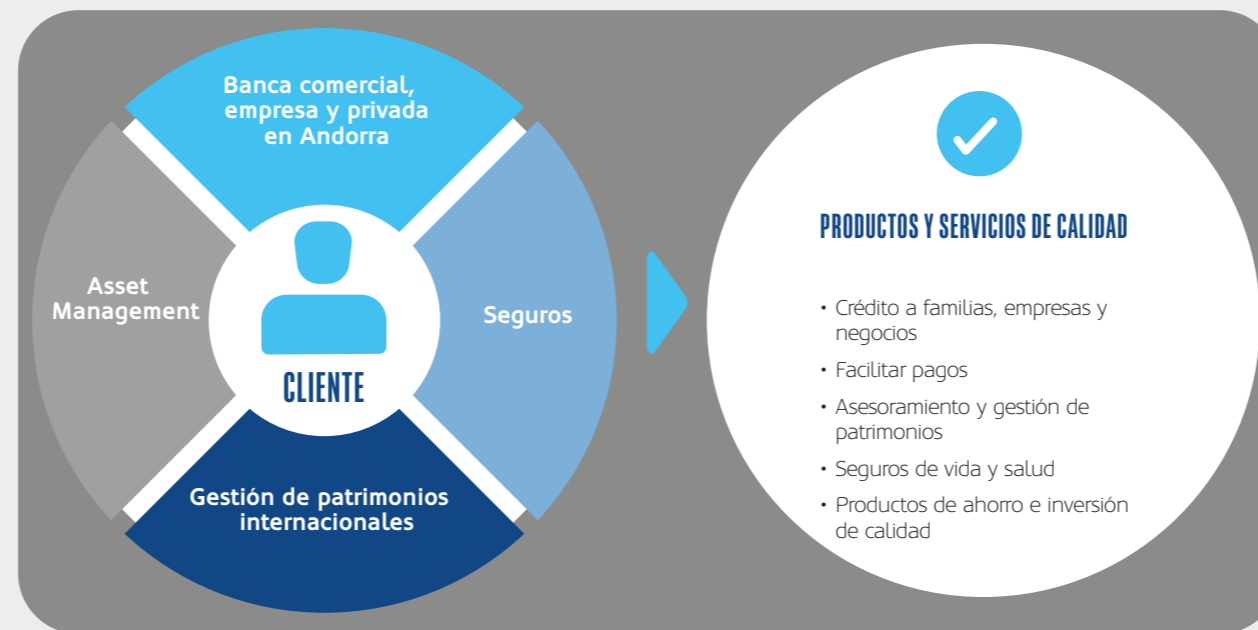 Banca comercial,
empresa y privada
en Andorra
Asset
Management
Seguros
CLIENTE
Gestión de patrimonios
internacionales
PRODUCTOS Y SERVICIOS DE CALIDAD
• Crédito a familias, empresas y
negocios
• Facilitar pagos
• Asesoramiento y gestión de
patrimonios
• Seguros de vida y salud
• Productos de ahorro e inversión
de calidad